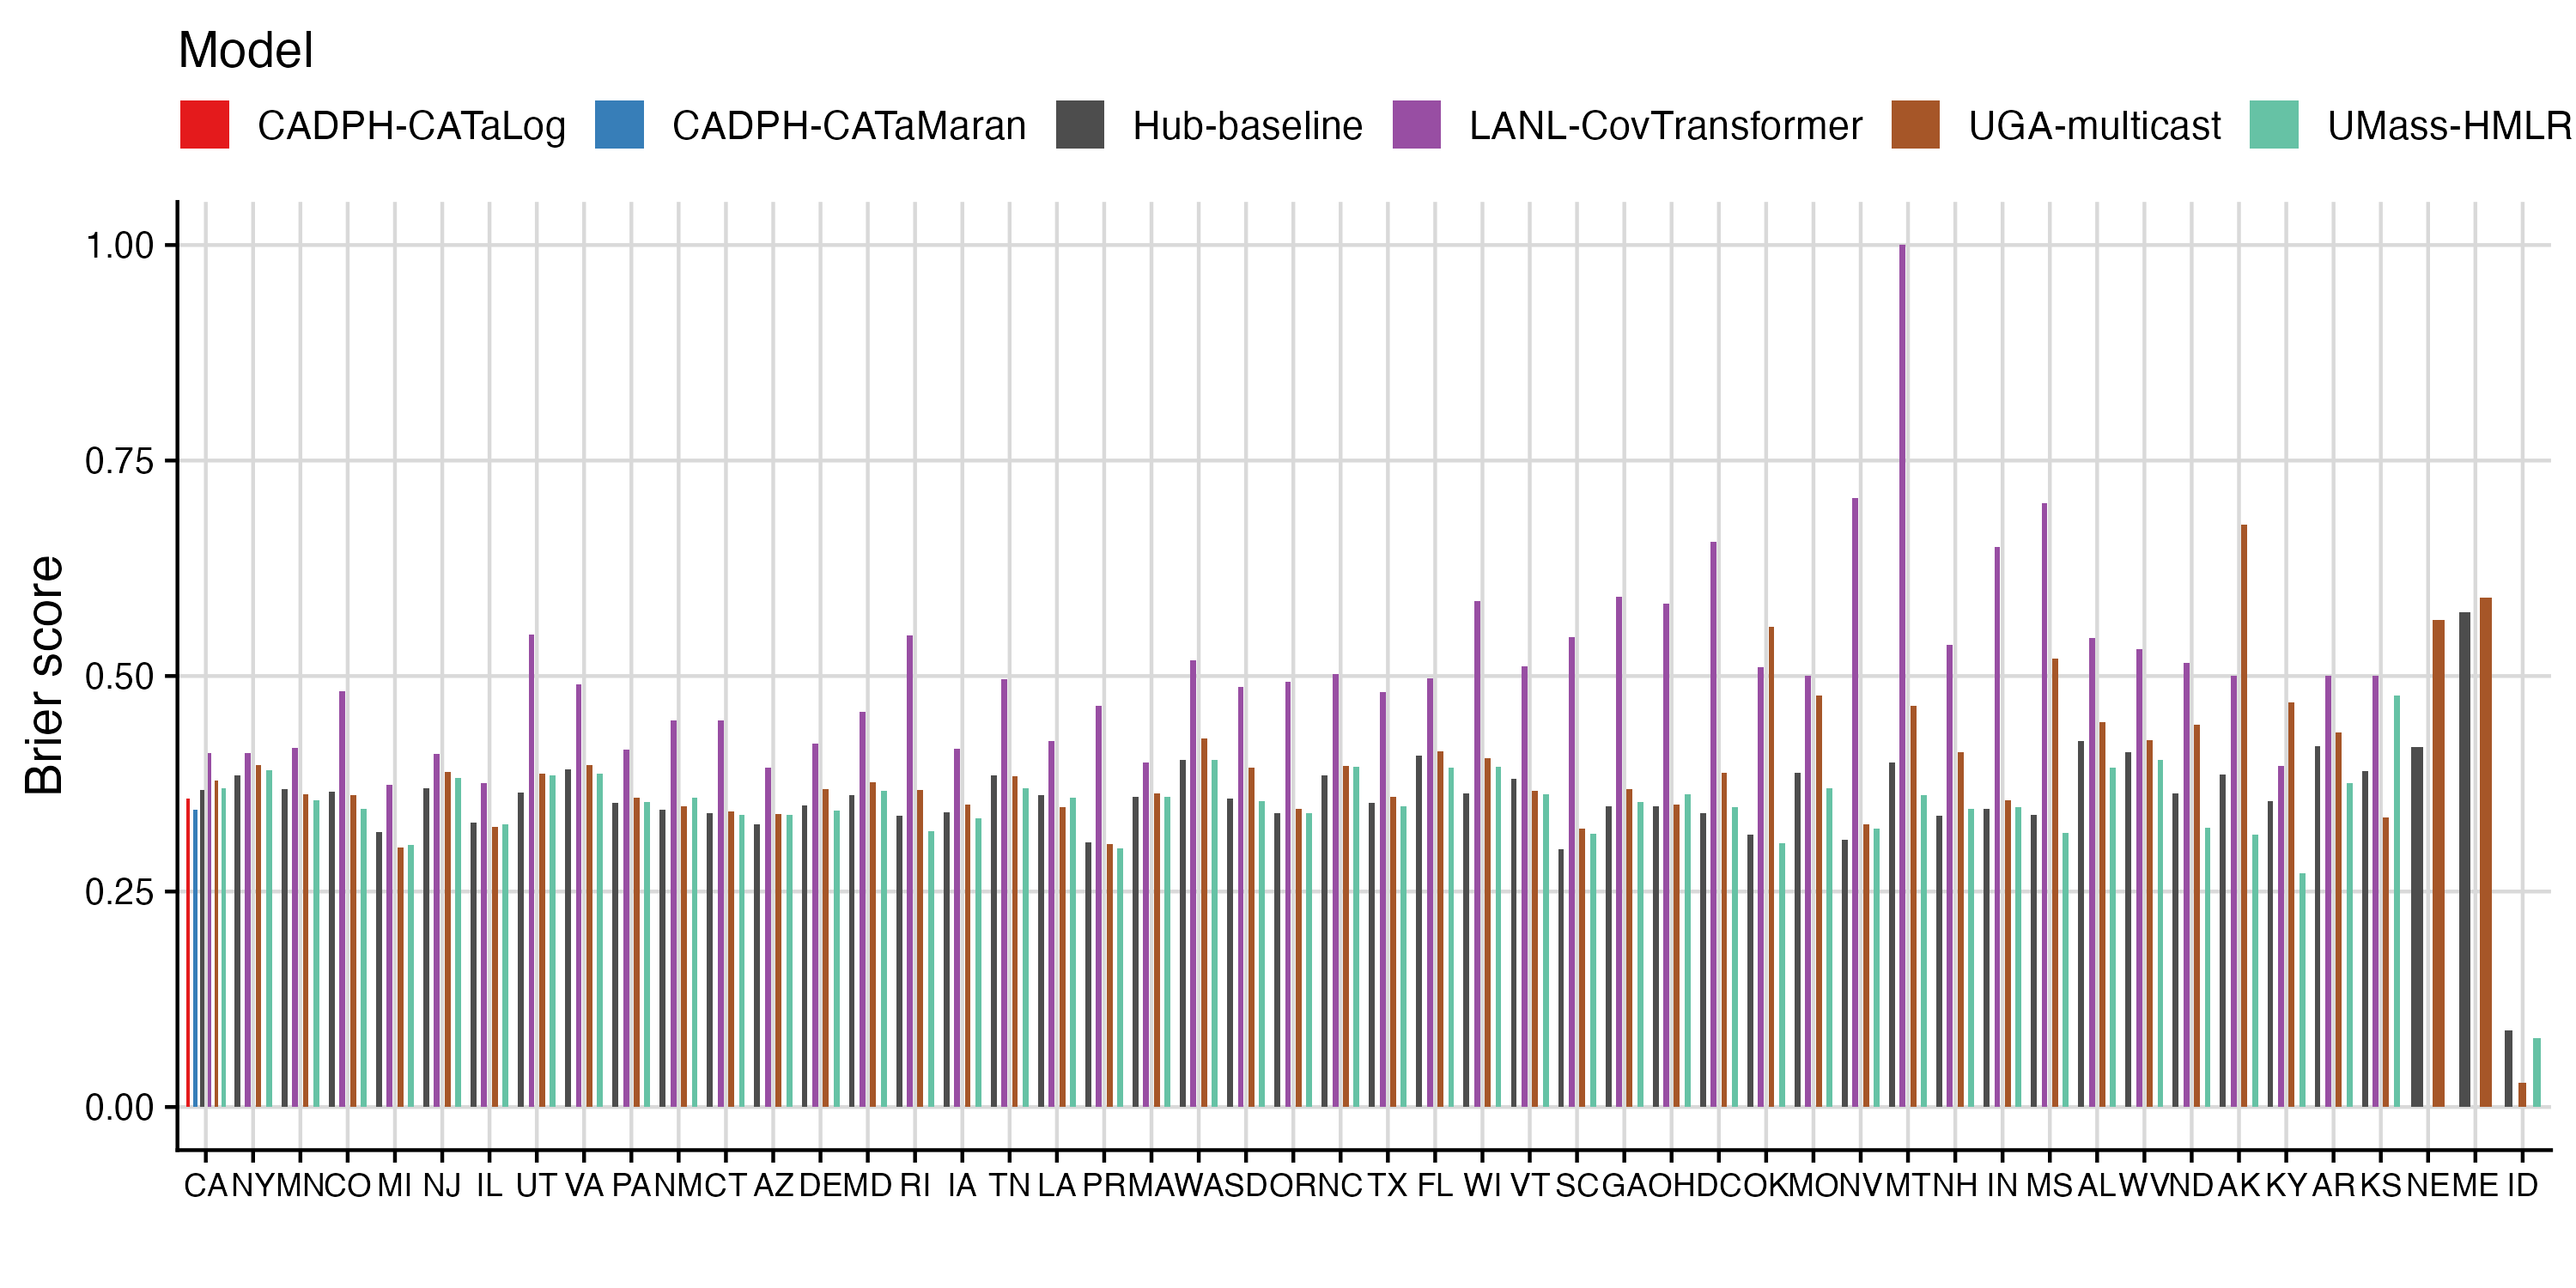 Model
CADPH-CATaLog CADPH-CATaMaran Hub-baseline LANL-CovTransformer UGA-multicast UMass-HMLR
1.00
0.75
0.50
0.25
0.00
Brier score
CA NY MN CO MI NJ IL UT VA PA NM CT AZ DE MD RI IA TN LA PR MA WA SD OR NC TX FL WI VT SC GA OH DC OK MO NV MT NH IN MS AL WV ND AK KY AR KS NE ME ID